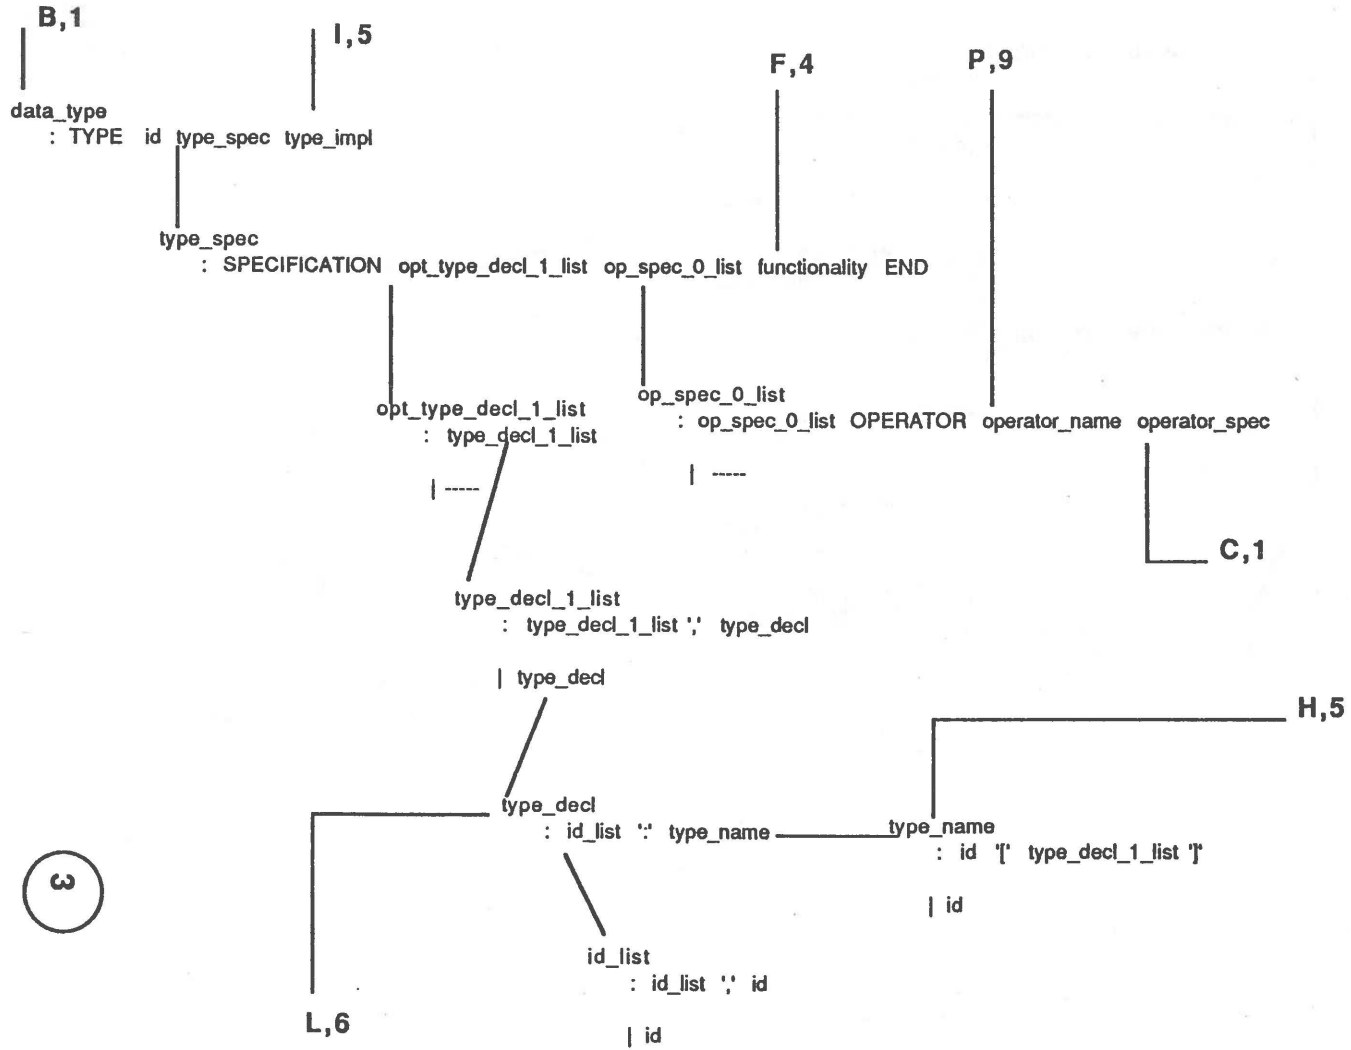 B,1
I,5
F,4
P,9
data_type
: TYPE id type_spec type_impl
type_spec
: SPECIFICATION opt_type_decl_1_list op_spec_0_list functionality END
op_spec_0_list
: op_spec_0_list OPERATOR operator_name operator_spec
| -----
opt_type_decl_1_list
: type_decl_1_list
| -----
C,1
type_decl_1_list
: type_decl_1_list ',' type_decl
| type_decl
H,5
type_decl
: id_list ':' type_name
type_name
: id '[' type_decl_1_list ']'
| id
3
id_list
: id_list ',' id
| id
L,6